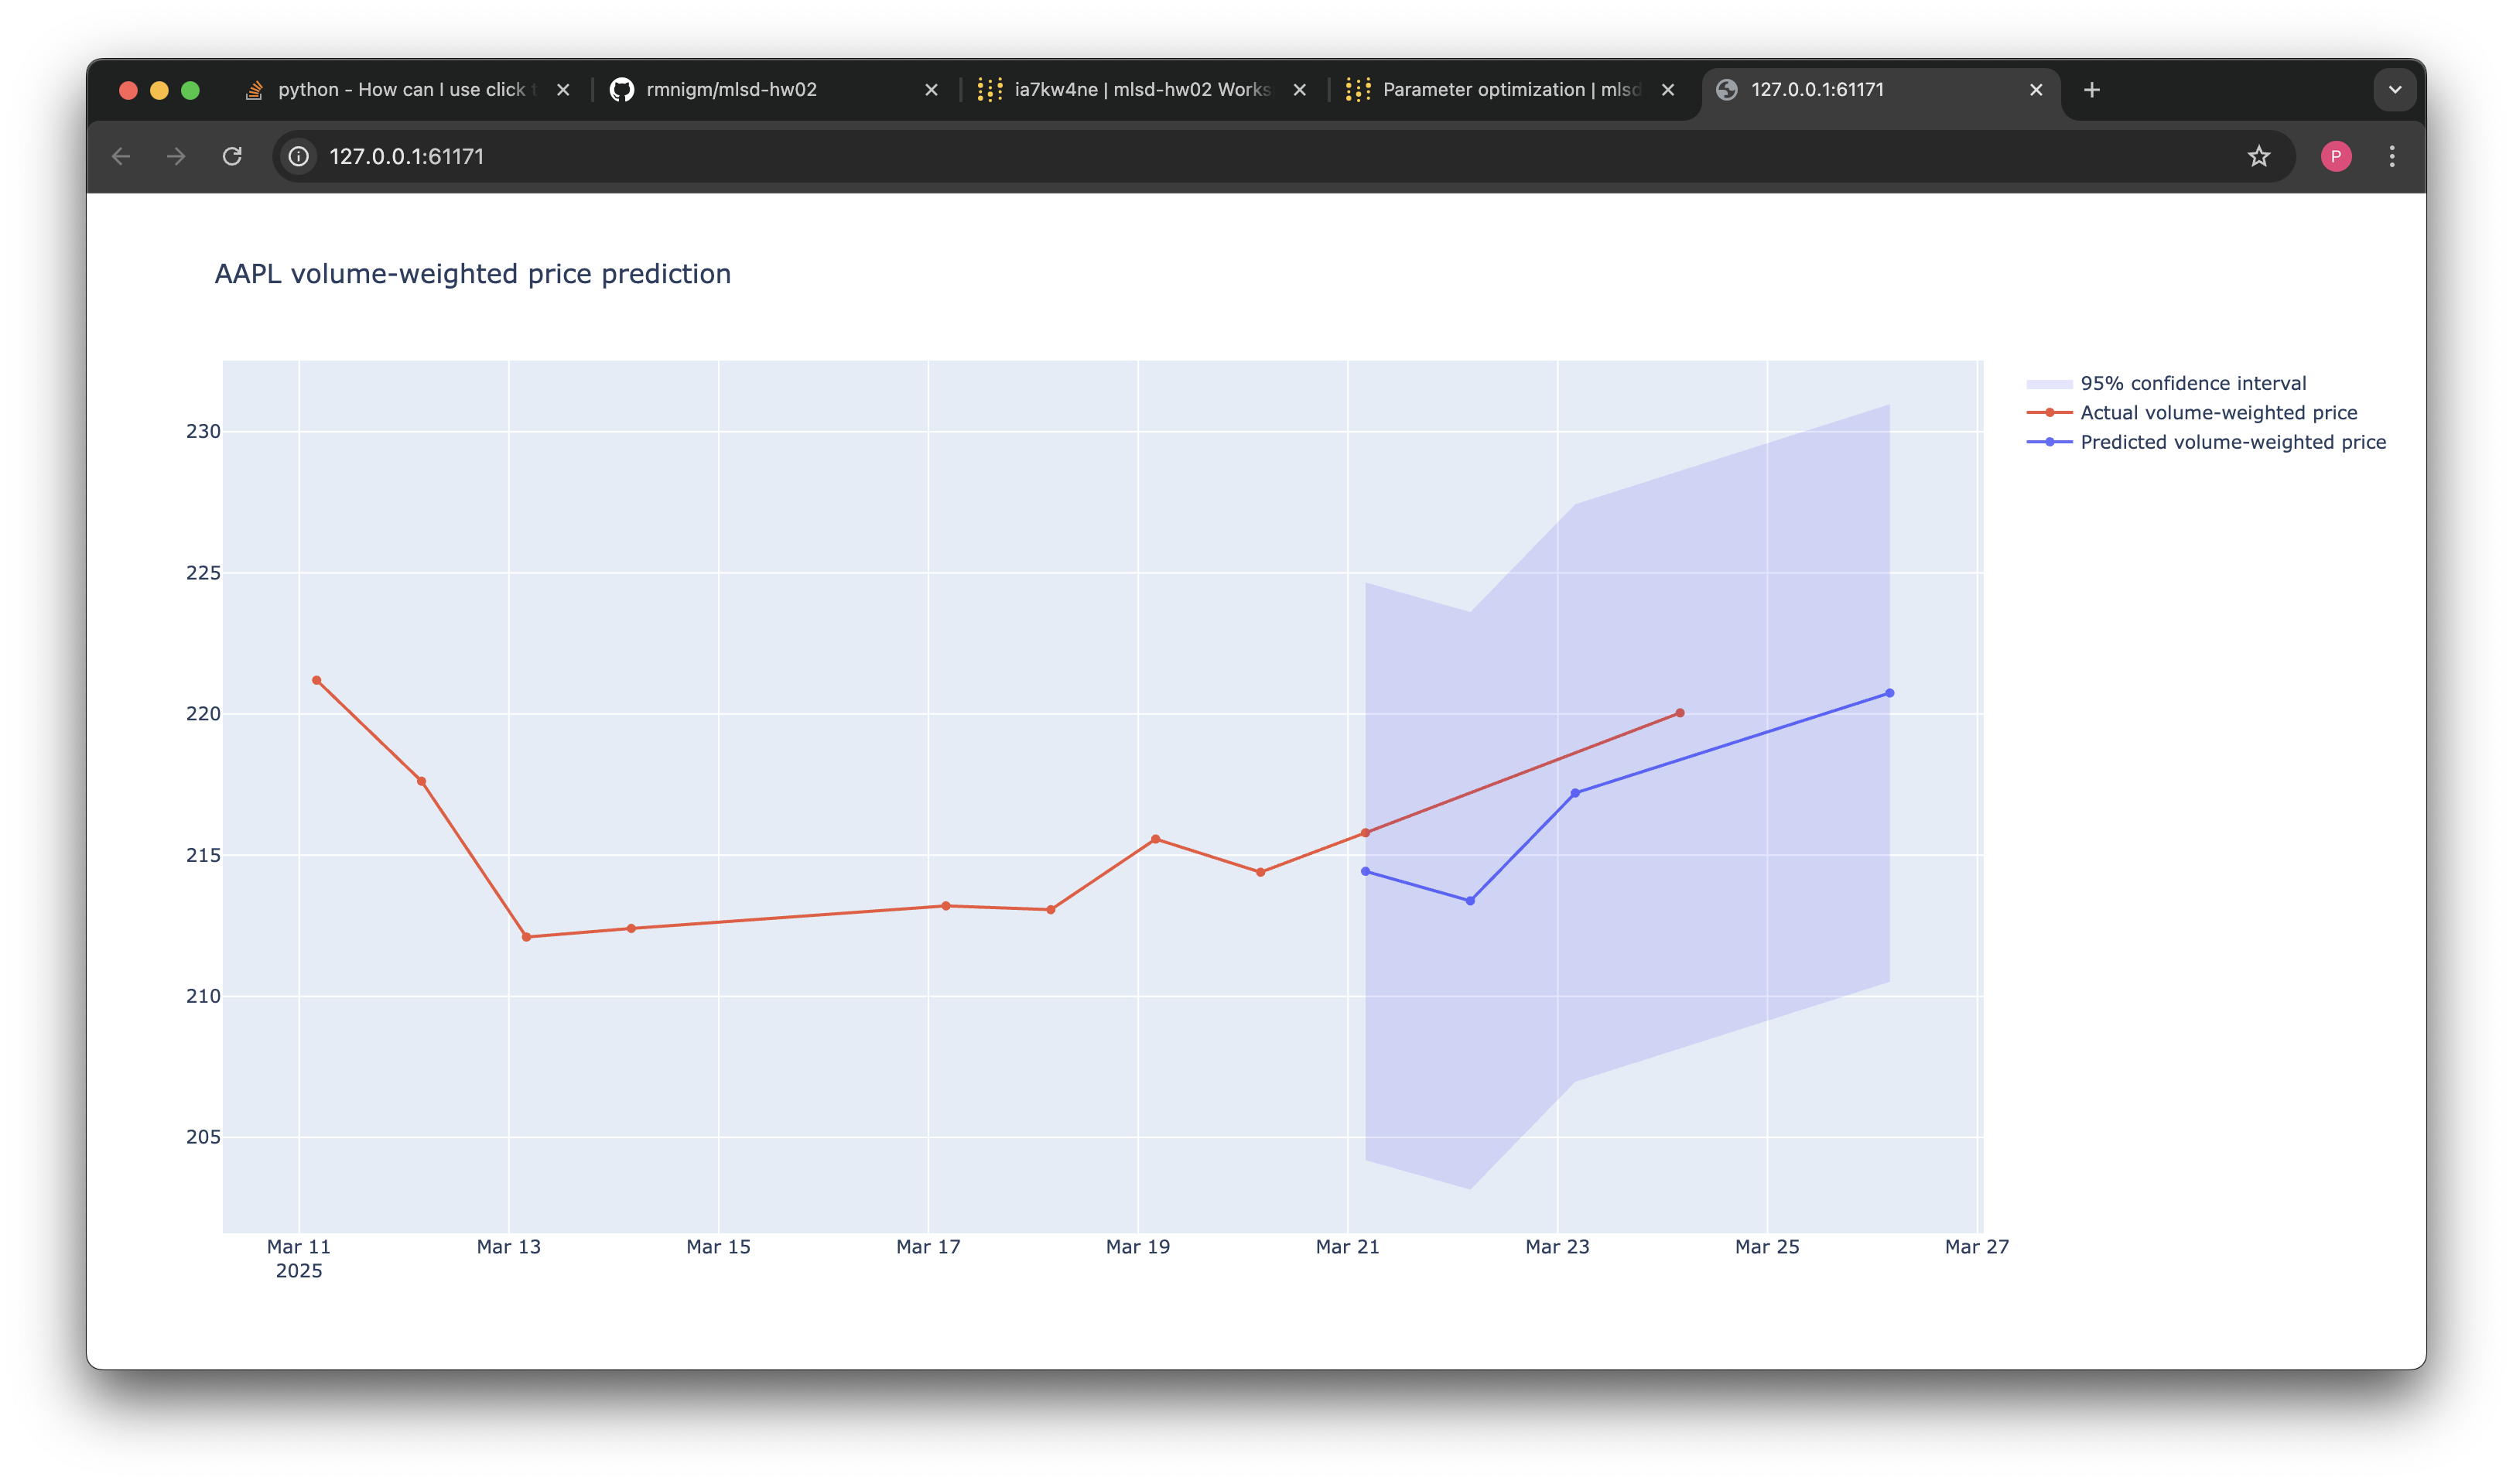 python - How can I use click t
rmnigm/mlsd-hw02
ia7kw4ne | mlsd-hw02 Works
Parameter optimization | mlsd
127.0.0.1:61171
127.0.0.1:61171
P
AAPL volume-weighted price prediction
95% confidence interval
Actual volume-weighted price
Predicted volume-weighted price
230
225
220
215
210
205
Mar 11 Mar 13 Mar 15 Mar 17 Mar 19 Mar 21 Mar 23 Mar 25 Mar 27
2025